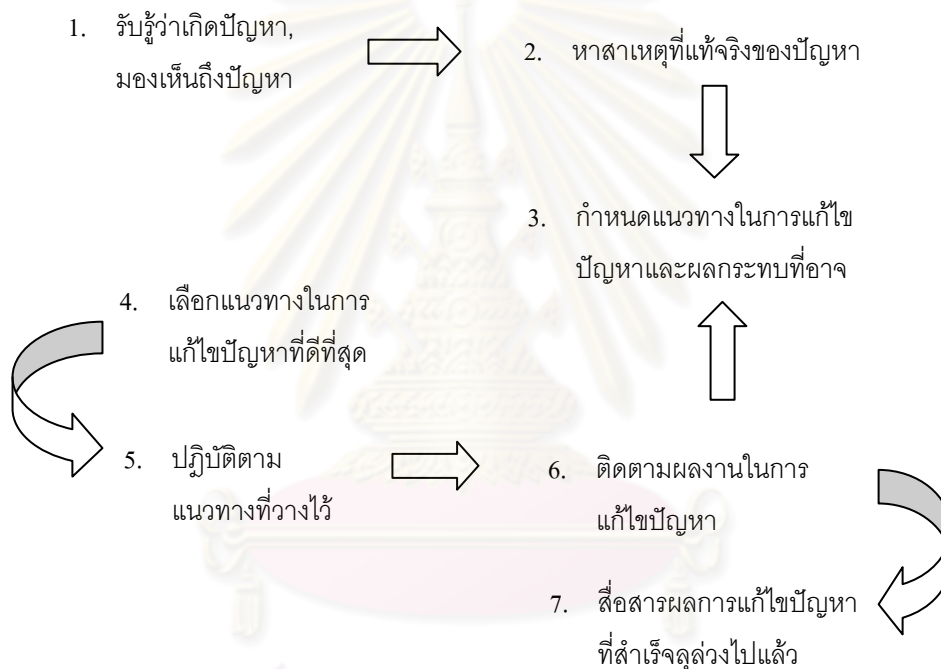 1. รับรู้ว่าเกิดปัญหา,
มองเห็นถึงปัญหา
2. หาสาเหตุที่แท้จริงของปัญหา
3. กำหนดแนวทางในการแก้ไข
ปัญหาและผลกระทบที่อาจ
4. เลือกแนวทางในการ
แก้ไขปัญหาที่ดีที่สุด
5. ปฎิบัติตาม
แนวทางที่วางไว้
6. ติดตามผลงานในการ
แก้ไขปัญหา
7. สื่อสารผลการแก้ไขปัญหา
ที่สำเร็จลุล่วงไปแล้ว